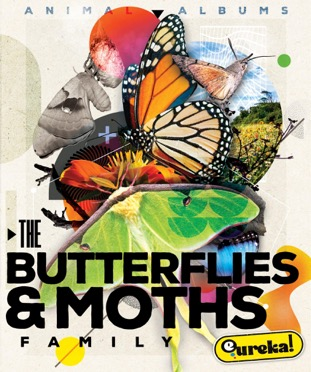 ANIMAL ALBUMS
THE
BUTTERFLIES
& MOTHS
FAMILY
eureka!